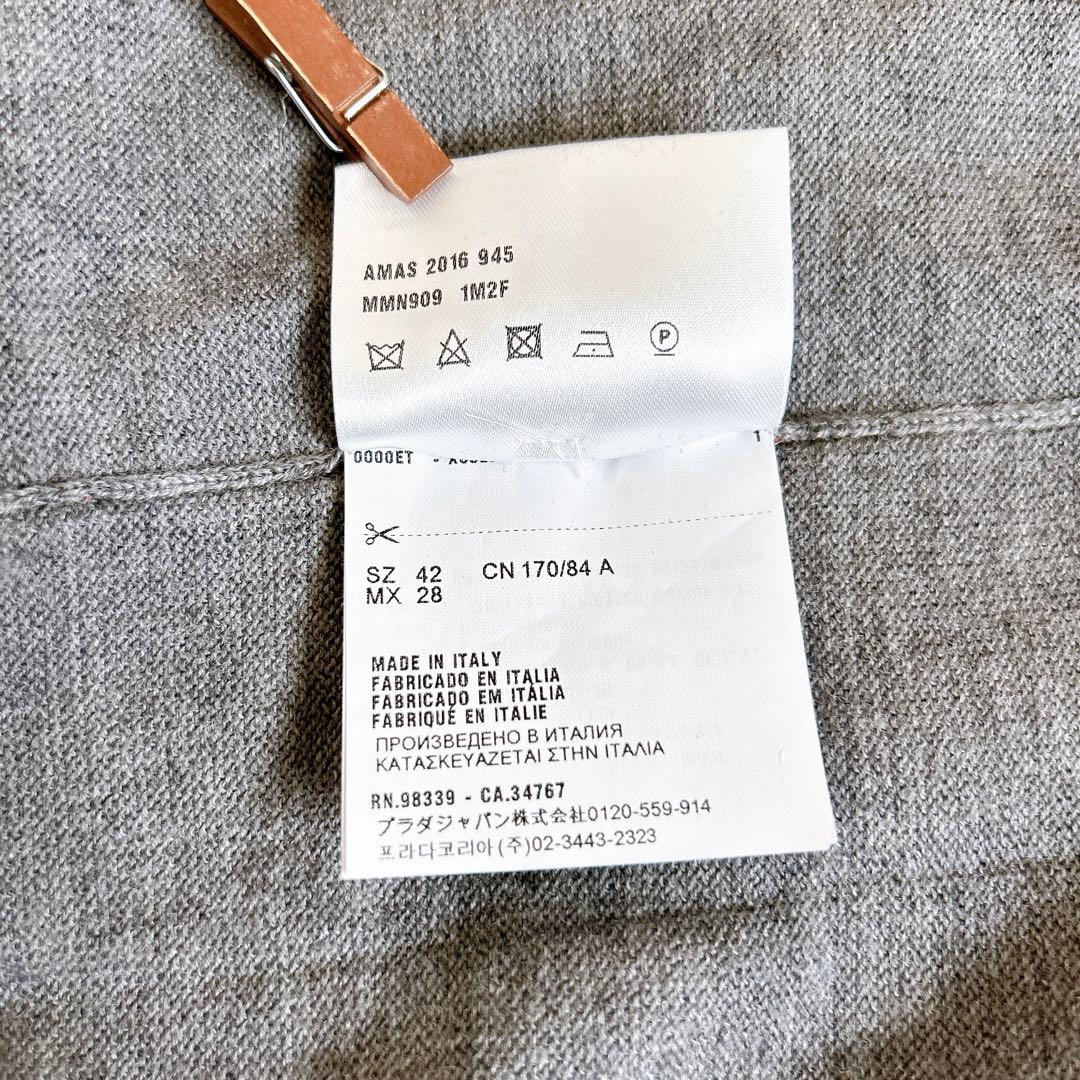 AMAS 2016 945
MMN909 1M2F
P
0000ET 1
SZ 42 CN 170/84 A
MX 28
MADE IN ITALY
FABRICADO EN ITALIA
FABRICADO EM ITÁLIA
FABRIQUÉ EN ITALIE
ПРОИЗВЕДЕНО В ИТАЛИЯ
ΚΑΤΑΣΚΕΥΑΖΕΤΑΙ ΣΤΗΝ ΙΤΑΛΙΑ
RN.98339 - CA.34767
プラダジャパン株式会社0120-559-914
프라다코리아(주)02-3443-2323